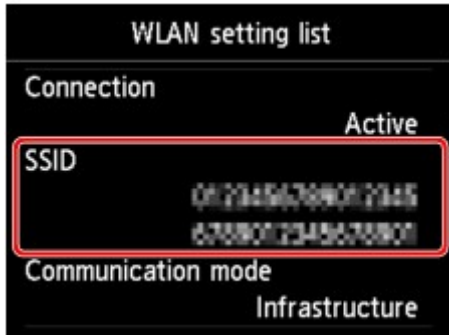 WLAN setting list
Connection
Active
SSID
Communication mode
Infrastructure